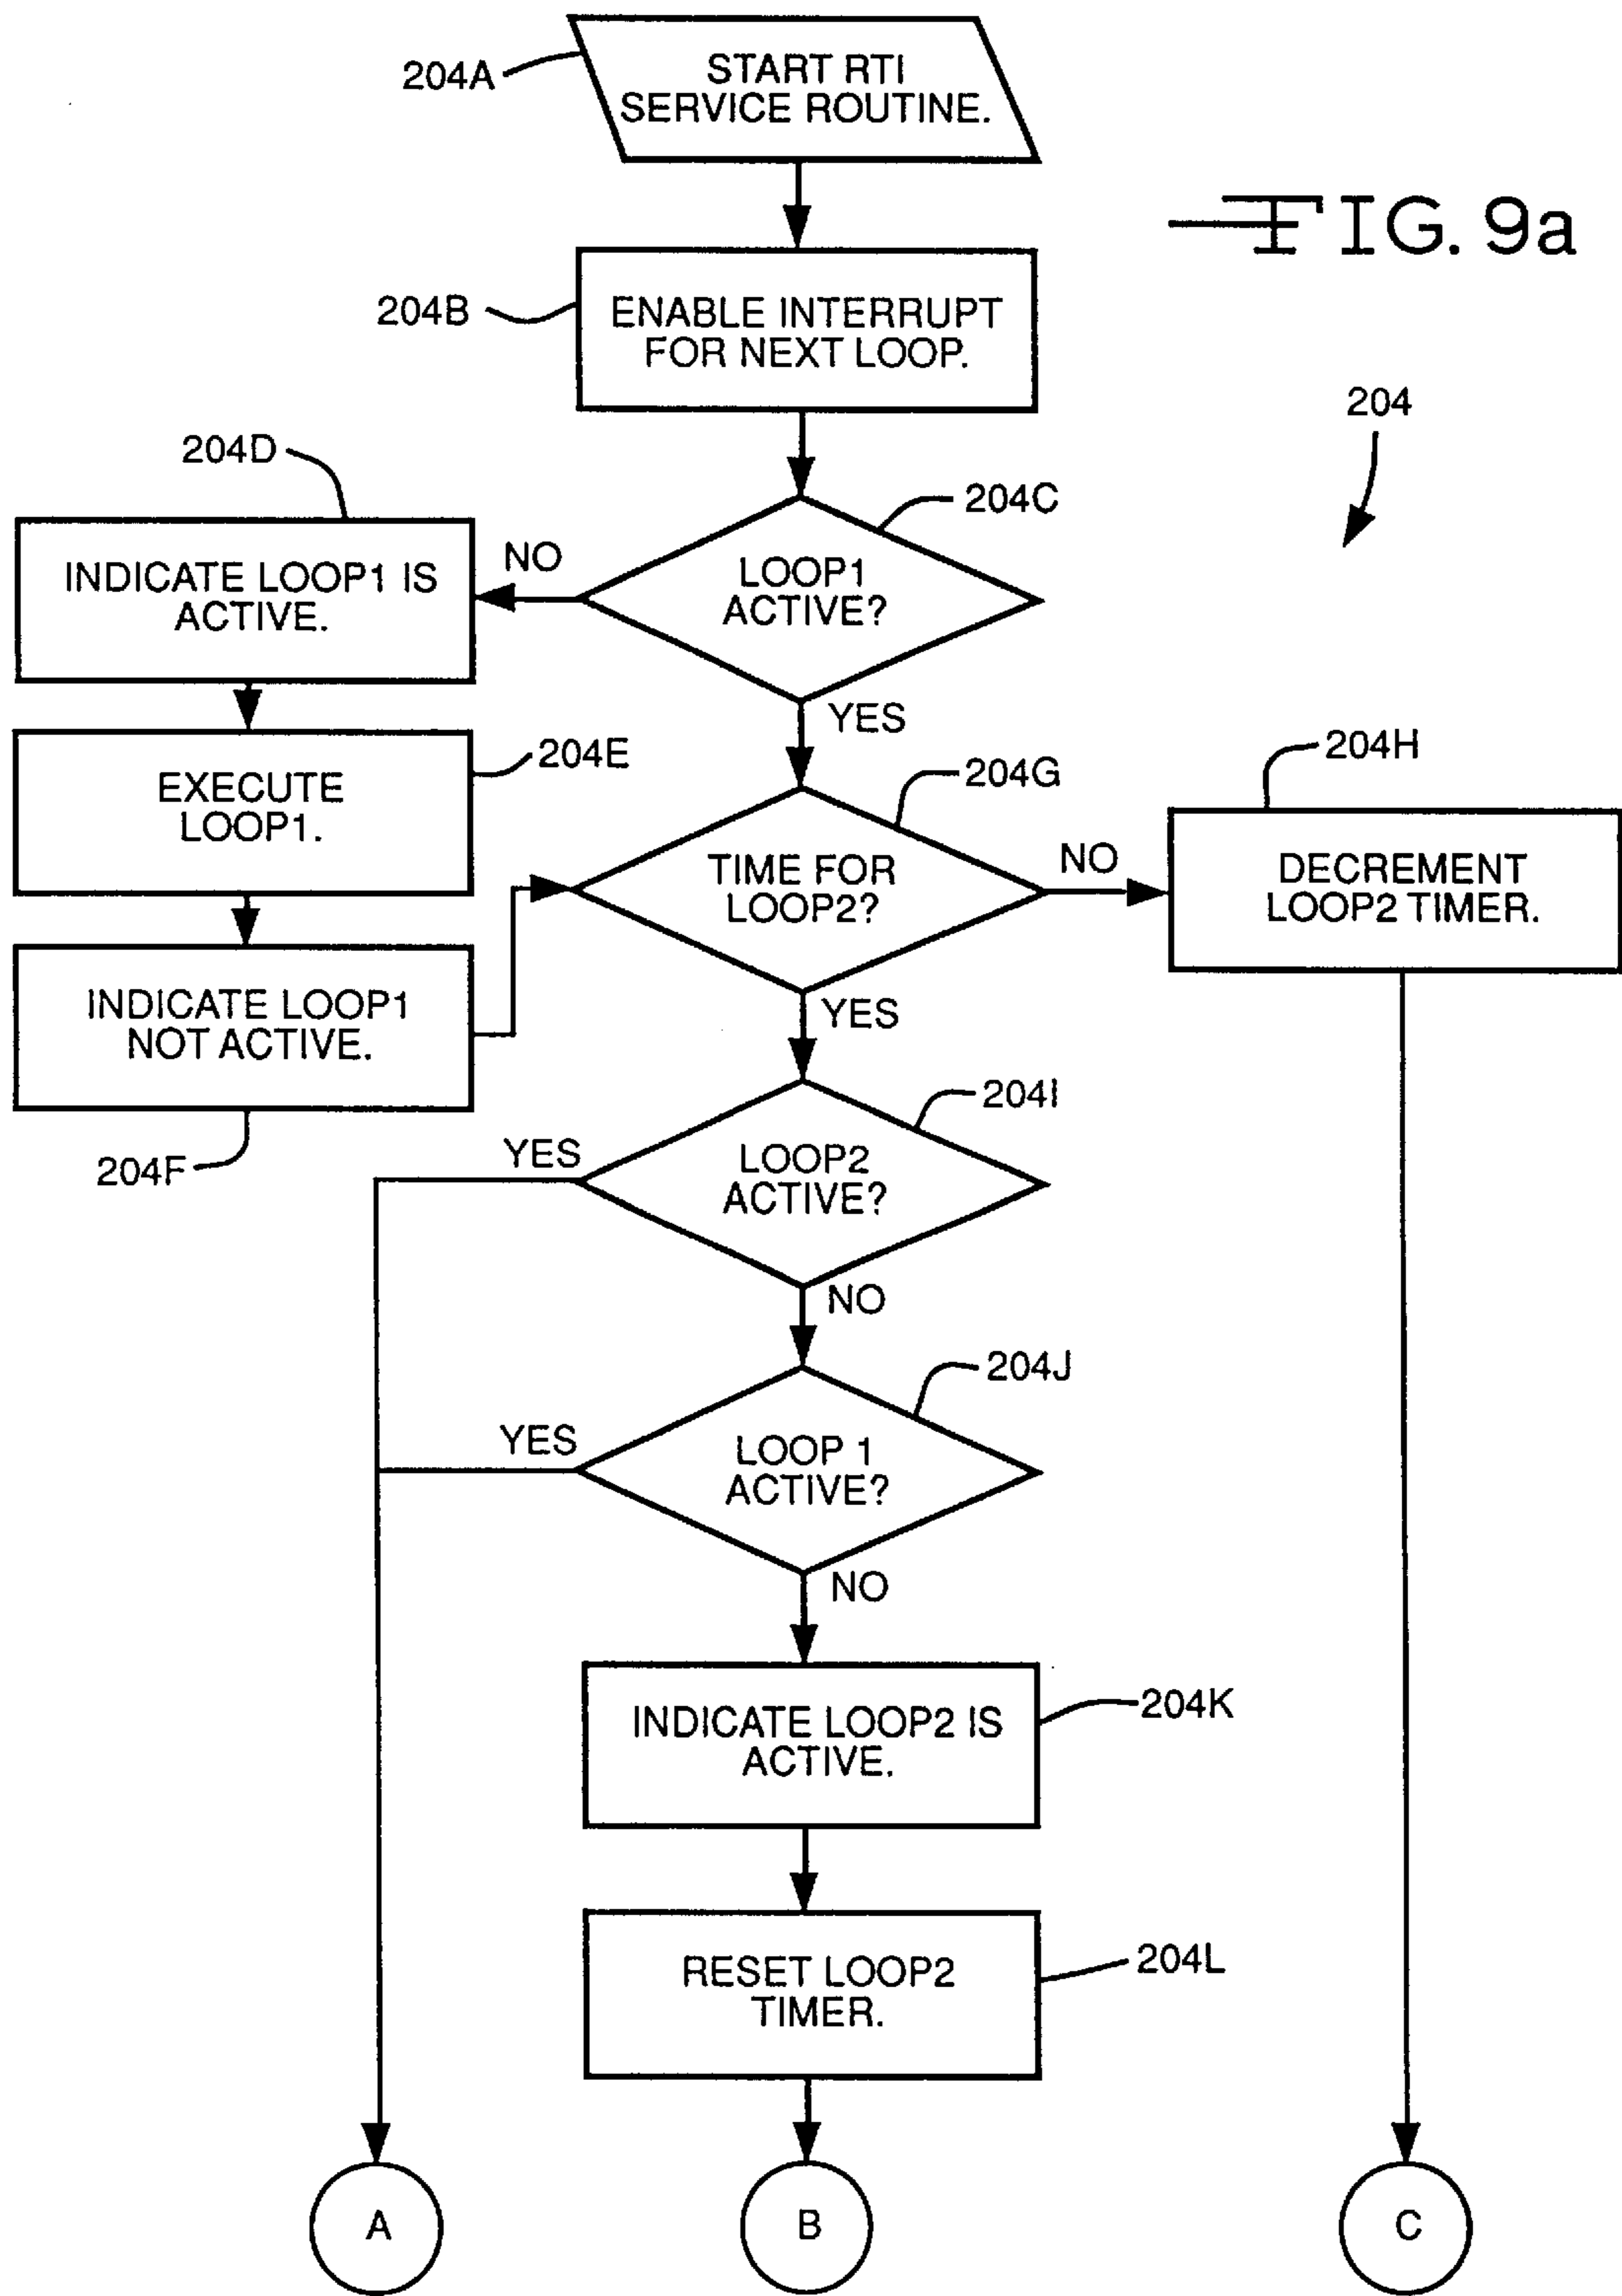 204A
START RTI
SERVICE ROUTINE.
FIG. 9a
204B
ENABLE INTERRUPT
FOR NEXT LOOP.
204
204D
204C
INDICATE LOOP1 IS
ACTIVE.
NO
LOOP1
ACTIVE?
YES
204E
EXECUTE
LOOP1.
204G
204H
TIME FOR
LOOP2?
NO
DECREMENT
LOOP2 TIMER.
INDICATE LOOP1
NOT ACTIVE.
YES
204F
204I
YES
LOOP2
ACTIVE?
NO
204J
YES
LOOP 1
ACTIVE?
NO
INDICATE LOOP2 IS
ACTIVE.
204K
RESET LOOP2
TIMER.
204L
A
B
C